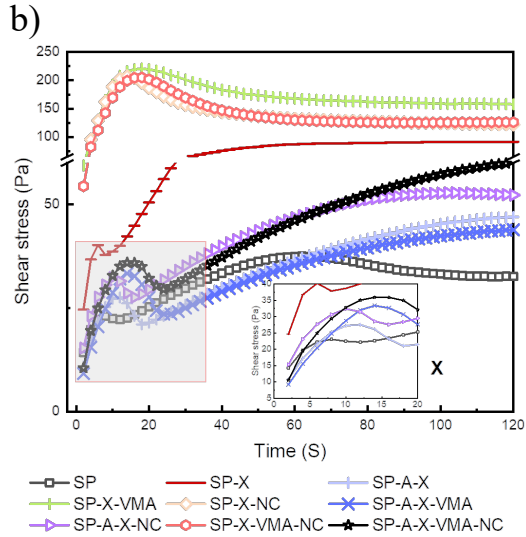 b)
250
200
150
100
50
0
Shear stress (Pa)
0 20 40 60 80 100 120
Time (S)
40
35
30
25
20
15
10
5
Shear stress (Pa)
0 5 10 15 20
X
SP SP-X SP-A-X
SP-X-VMA SP-X-NC SP-A-X-VMA
SP-A-X-NC SP-X-VMA-NC SP-A-X-VMA-NC